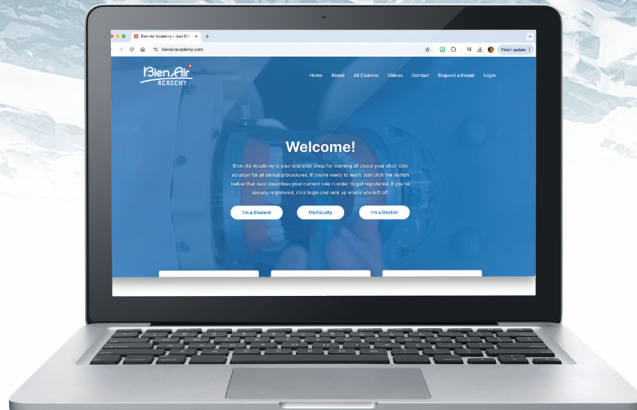 Bien-Air Academy – Just
bienairacademy.com
Bien Air
ACADEMY
Home About All Courses Videos Contact Request a Repair Login
Welcome!
Bien-Air Academy is your one stop shop for learning all about your chair-side
solution for all dental procedures. If you're ready to learn, just click the button
below that best describes your current role in order to get registered. If you're
already registered, click login and pick up where you left off.
I'm a Student I'm Faculty I'm a Dentist